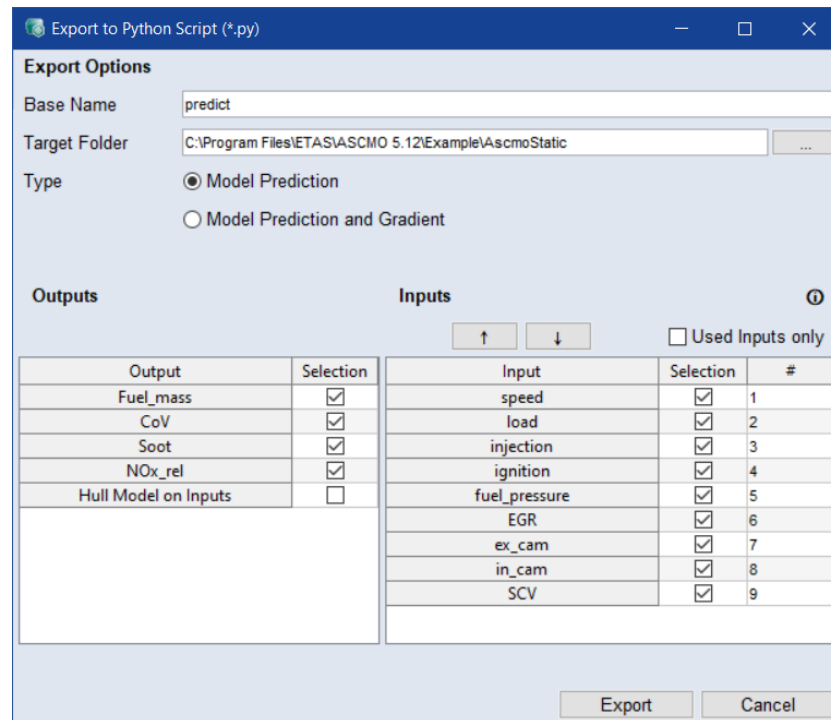 Export to Python Script (*.py)
Export Options
Base Name predict
Target Folder C:\Program Files\ETAS\ASCMO 5.12\Example\AscmoStatic ...
Type Model Prediction
Model Prediction and Gradient
Outputs Inputs
↑ ↓ Used Inputs only
Output Selection Input Selection #
Fuel_mass speed 1
CoV load 2
Soot injection 3
NOx_rel ignition 4
Hull Model on Inputs fuel_pressure 5
EGR 6
ex_cam 7
in_cam 8
SCV 9
Export Cancel